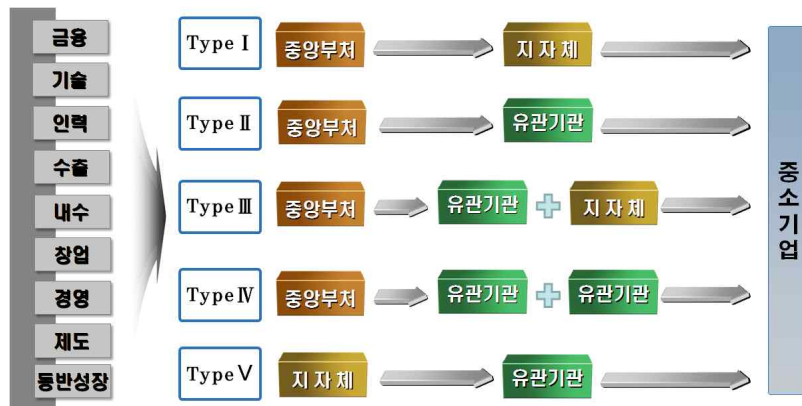 금융
기술
인력
수출
내수
창업
경영
제도
동반성장
Type Ⅰ 중앙부처 지 자 체
Type Ⅱ 중앙부처 유관기관
Type Ⅲ 중앙부처 유관기관 + 지 자 체
Type Ⅳ 중앙부처 유관기관 + 유관기관
Type Ⅴ 지 자 체 유관기관
중소기업